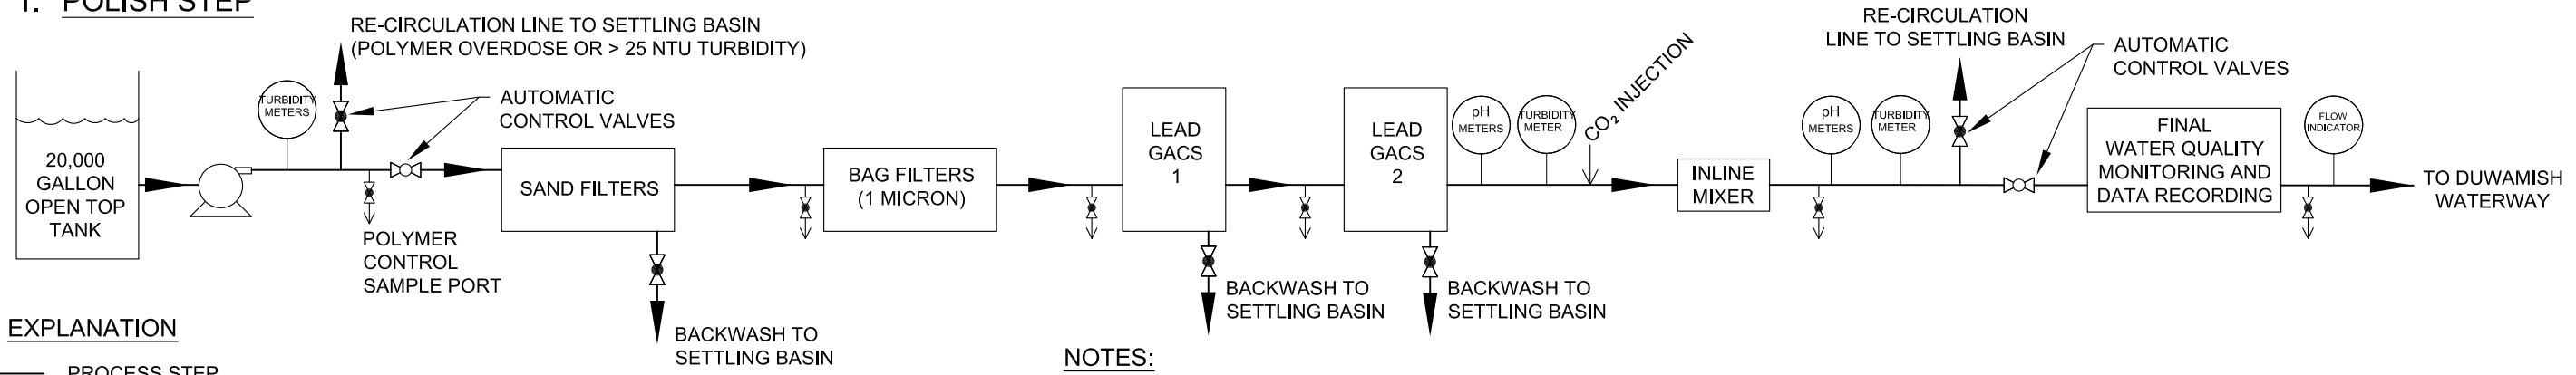 1. POLISH STEP
RE-CIRCULATION LINE TO SETTLING BASIN
(POLYMER OVERDOSE OR > 25 NTU TURBIDITY)
TURBIDITY
METERS
AUTOMATIC
CONTROL VALVES
20,000
GALLON
OPEN TOP
TANK
POLYMER
CONTROL
SAMPLE PORT
SAND FILTERS
BACKWASH TO
SETTLING BASIN
BAG FILTERS
(1 MICRON)
LEAD
GACS
1
BACKWASH TO
SETTLING BASIN
LEAD
GACS
2
BACKWASH TO
SETTLING BASIN
pH
METERS
TURBIDITY
METER
CO₂ INJECTION
INLINE
MIXER
pH
METERS
TURBIDITY
METER
RE-CIRCULATION
LINE TO SETTLING BASIN
AUTOMATIC
CONTROL VALVES
FINAL
WATER QUALITY
MONITORING AND
DATA RECORDING
FLOW
INDICATOR
TO DUWAMISH
WATERWAY
EXPLANATION
PROCESS STEP
NOTES: